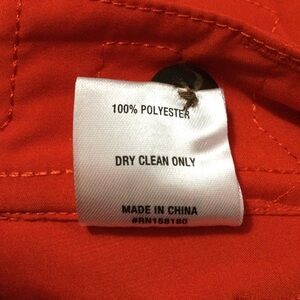 100% POLYESTER
DRY CLEAN ONLY
MADE IN CHINA
#RN158180